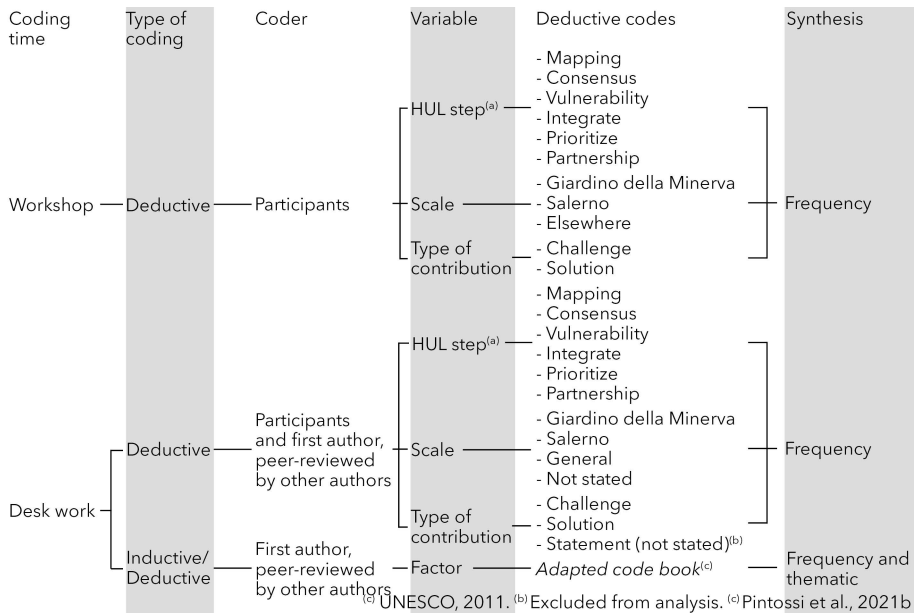 Coding time
Type of coding
Coder
Variable
Deductive codes
Synthesis
Workshop
Deductive
Participants
HUL step(a)
- Mapping
- Consensus
- Vulnerability
- Integrate
- Prioritize
- Partnership
Scale
- Giardino della Minerva
- Salerno
- Elsewhere
Type of
contribution
- Challenge
- Solution
Frequency
Desk work
Deductive
Participants
and first author,
peer-reviewed
by other authors
HUL step(a)
- Mapping
- Consensus
- Vulnerability
- Integrate
- Prioritize
- Partnership
Scale
- Giardino della Minerva
- Salerno
- General
- Not stated
Type of
contribution
- Challenge
- Solution
- Statement (not stated)(b)
Frequency
Inductive/
Deductive
First author,
peer-reviewed
by other authors
Factor
Adapted code book(c)
Frequency and
thematic
(c) UNESCO, 2011. (b) Excluded from analysis. (c) Pintossi et al., 2021b